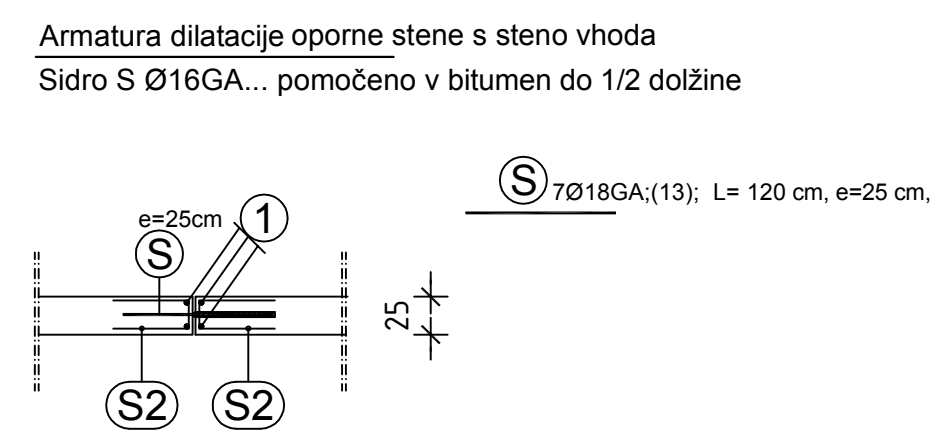 Armatura dilatacije oporne stene s steno vhoda
Sidro S Ø16GA... pomočeno v bitumen do 1/2 dolžine
S 7Ø18GA;(13); L= 120 cm, e=25 cm,
e=25cm 1
S
25
S2 S2